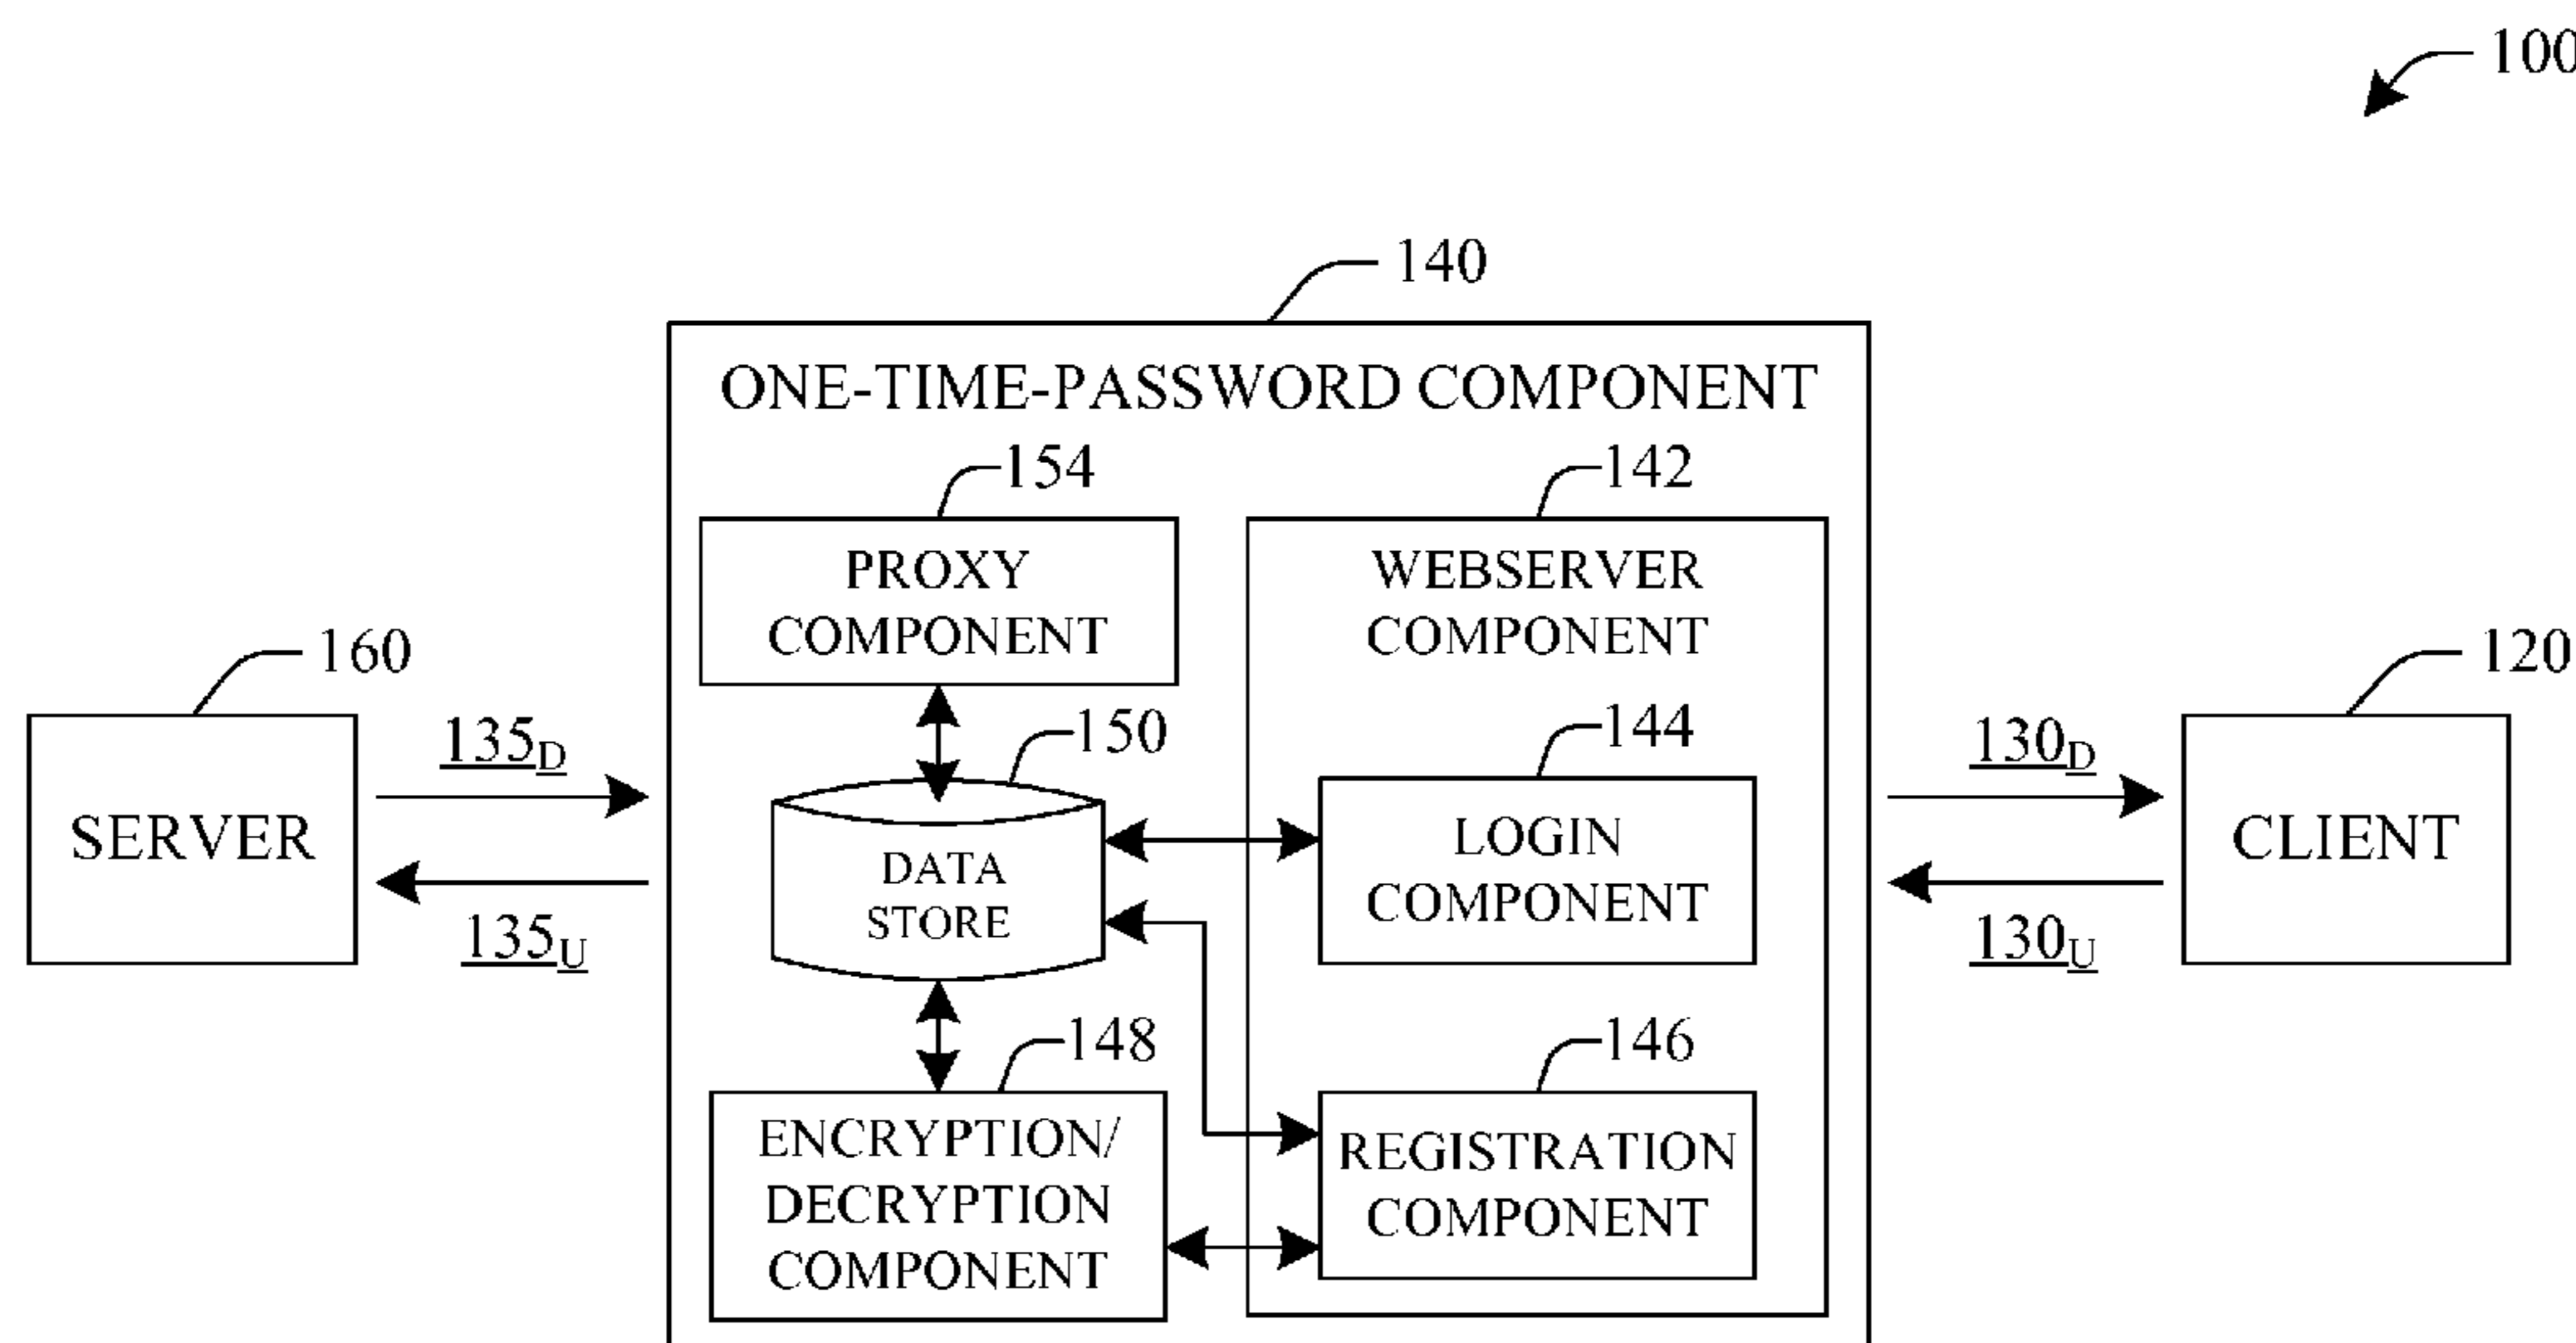 100
140
ONE-TIME-PASSWORD COMPONENT
154
142
PROXY
COMPONENT
WEBSERVER
COMPONENT
160
120
135D
150
144
130D
SERVER
DATA
STORE
LOGIN
COMPONENT
CLIENT
135U
130U
148
146
ENCRYPTION/
DECRYPTION
COMPONENT
REGISTRATION
COMPONENT